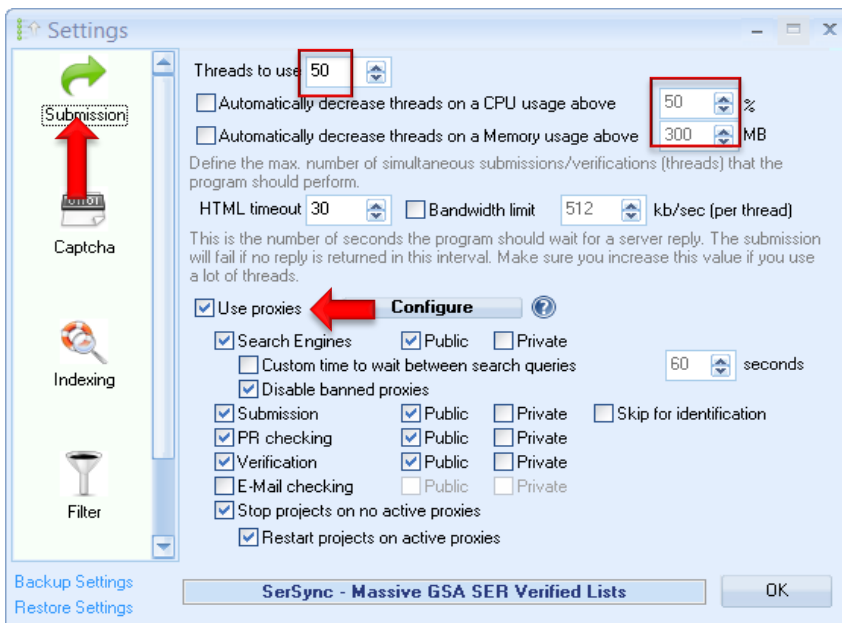 Settings
Submission
Captcha
Indexing
Filter
Backup Settings
Restore Settings
Threads to use 50
Automatically decrease threads on a CPU usage above 50 %
Automatically decrease threads on a Memory usage above 300 MB
Define the max. number of simultaneous submissions/verifications (threads) that the
program should perform.
HTML timeout 30 Bandwidth limit 512 kb/sec (per thread)
This is the number of seconds the program should wait for a server reply. The submission
will fail if no reply is returned in this interval. Make sure you increase this value if you use
a lot of threads.
Use proxies Configure ?
Search Engines Public Private
Custom time to wait between search queries 60 seconds
Disable banned proxies
Submission Public Private Skip for identification
PR checking Public Private
Verification Public Private
E-Mail checking Public Private
Stop projects on no active proxies
Restart projects on active proxies
SerSync - Massive GSA SER Verified Lists
OK